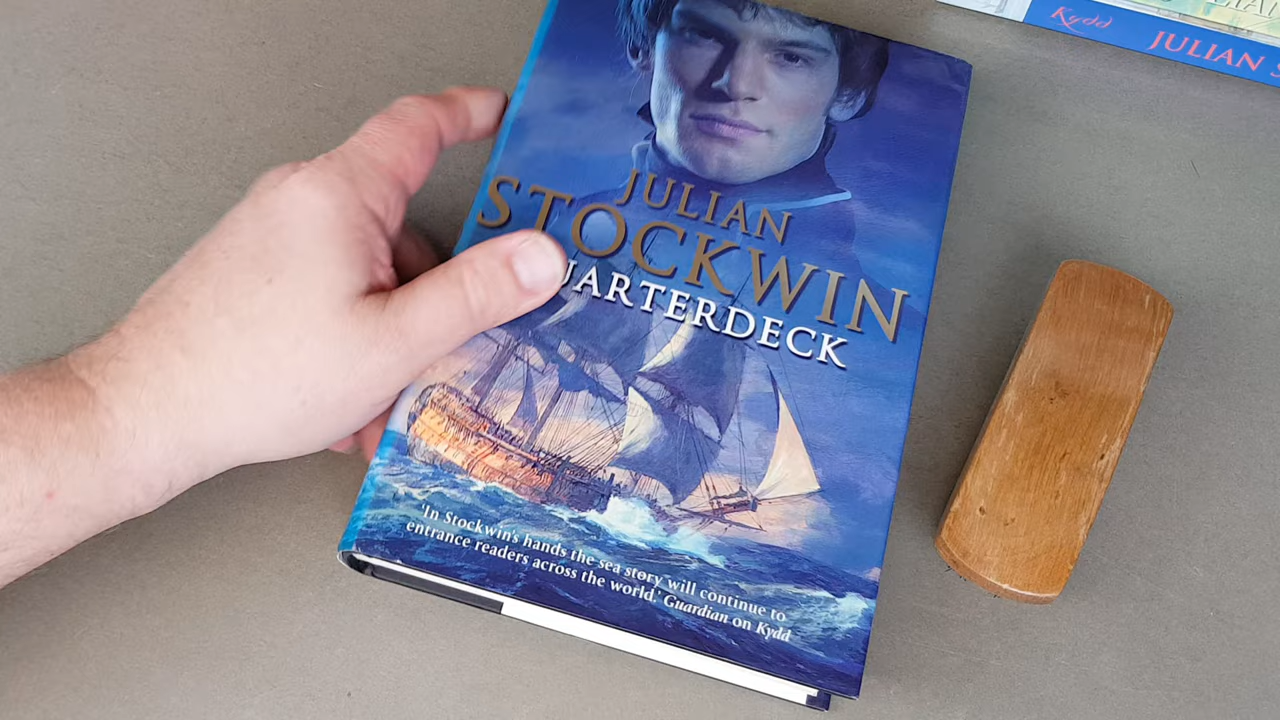 Kydd
JULIAN
JULIAN
STOCKWIN
UARTERDECK
'In Stockwin's hands the sea story will continue to
entrance readers across the world.' Guardian on Kydd